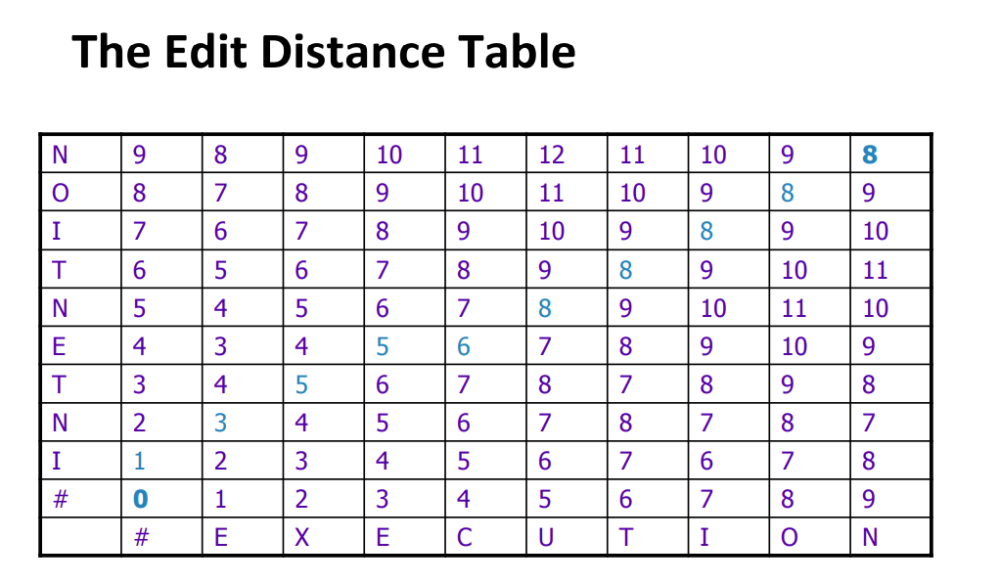 The Edit Distance Table
N 9 8 9 10 11 12 11 10 9 8
O 8 7 8 9 10 11 10 9 8 9
I 7 6 7 8 9 10 9 8 9 10
T 6 5 6 7 8 9 8 9 10 11
N 5 4 5 6 7 8 9 10 11 10
E 4 3 4 5 6 7 8 9 10 9
T 3 4 5 6 7 8 7 8 9 8
N 2 3 4 5 6 7 8 7 8 7
I 1 2 3 4 5 6 7 6 7 8
# 0 1 2 3 4 5 6 7 8 9
# E X E C U T I O N